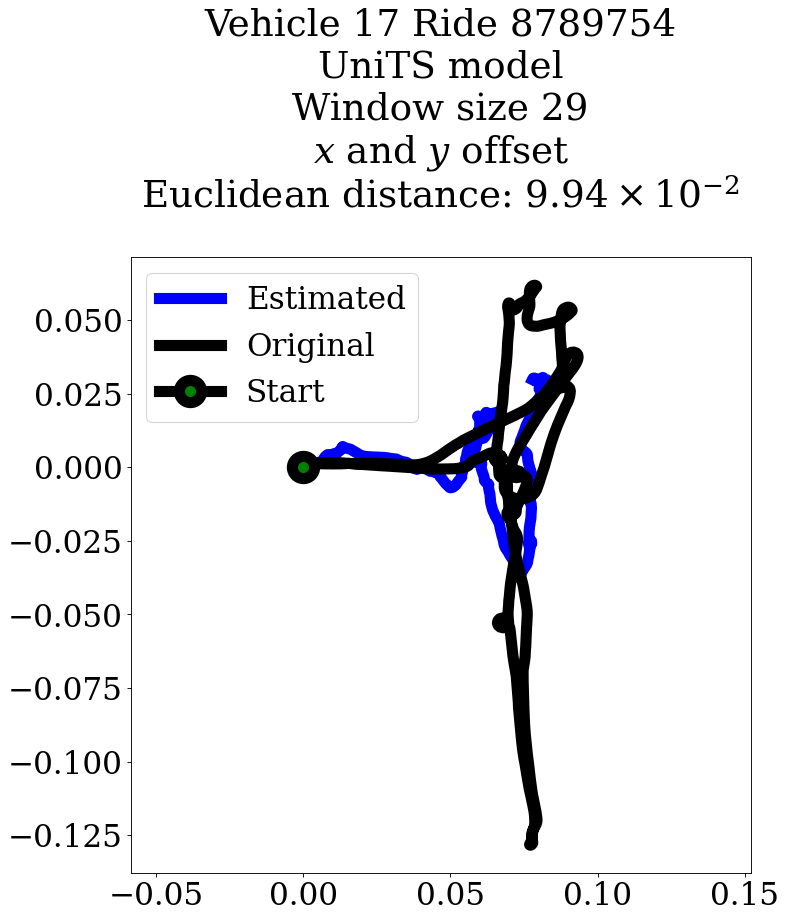 Vehicle 17 Ride 8789754
UniTS model
Window size 29
x and y offset
Euclidean distance: 9.94 × 10⁻²
Estimated
Original
Start
0.050
0.025
0.000
−0.025
−0.050
−0.075
−0.100
−0.125
−0.05 0.00 0.05 0.10 0.15